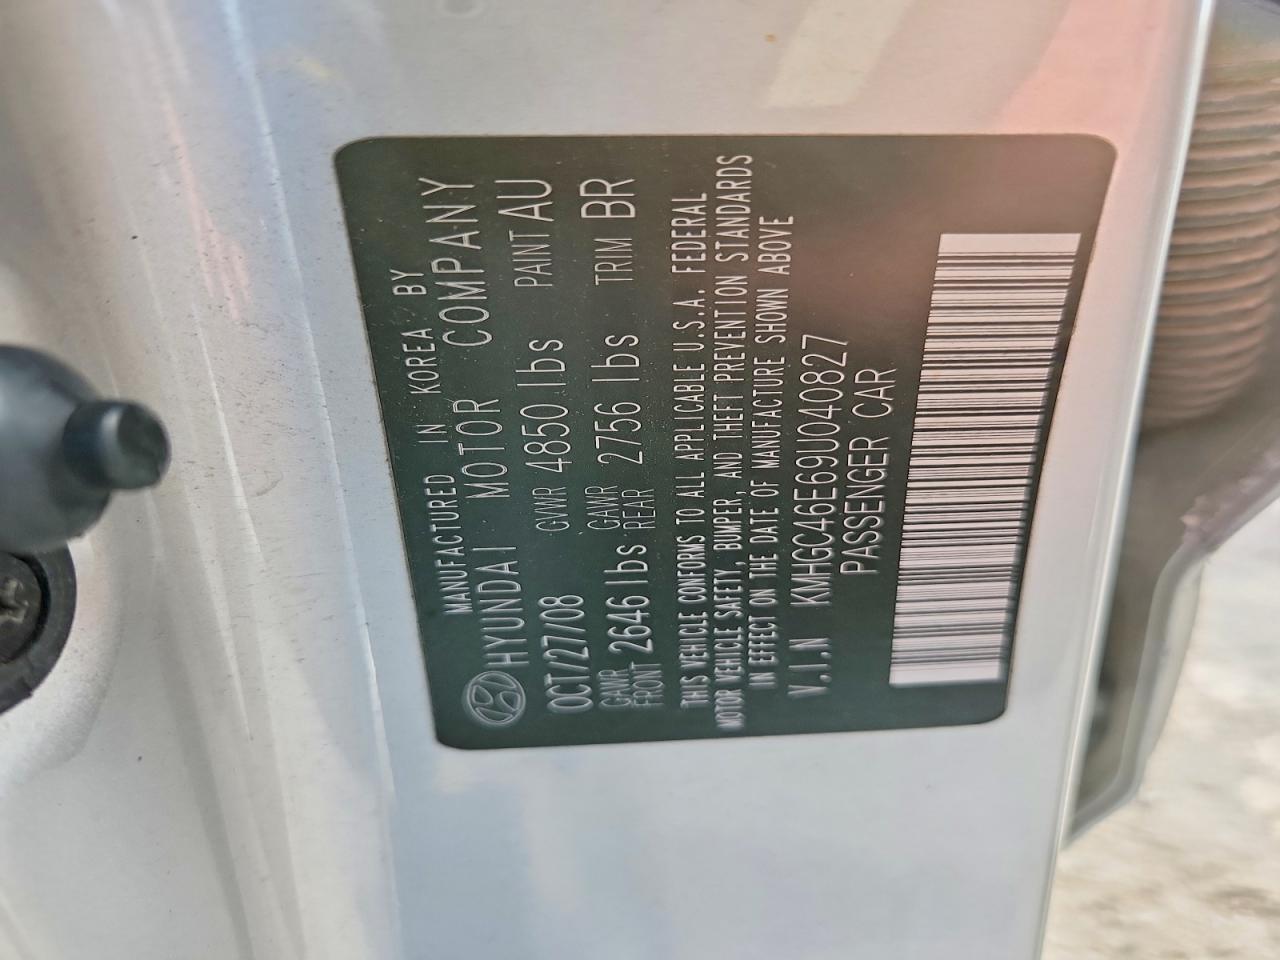 MANUFACTURED IN KOREA BY
HYUNDAI MOTOR COMPANY
OCT/27/08 GVWR 4850 lbs PAINT AU
GAWR FRONT 2646 lbs GAWR REAR 2756 lbs TRIM BR
THIS VEHICLE CONFORMS TO ALL APPLICABLE U.S.A. FEDERAL
MOTOR VEHICLE SAFETY, BUMPER, AND THEFT PREVENTION STANDARDS
IN EFFECT ON THE DATE OF MANUFACTURE SHOWN ABOVE
V.I.N KMHGC46E69U040827
PASSENGER CAR